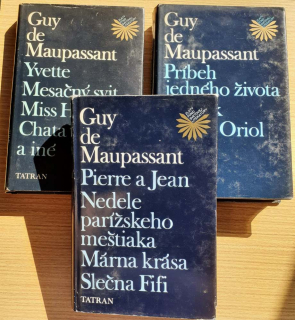 Guy
de
Maupassant
Yvette
Mesačný svit
Miss H
Chata
a iné
TATRAN
Guy
de
Maupassant
Príbeh
jedného života
Oriol
Guy
de
Maupassant
Pierre a Jean
Nedele
parížskeho
meštiaka
Márna krása
Slečna Fifi
TATRAN